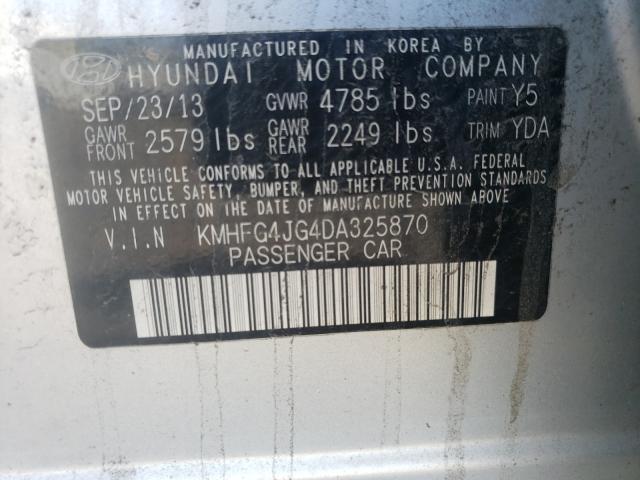 MANUFACTURED IN KOREA BY
HYUNDAI MOTOR COMPANY
SEP/23/13 GVWR 4785 lbs PAINT Y5
GAWR FRONT 2579 lbs GAWR REAR 2249 lbs TRIM YDA
THIS VEHICLE CONFORMS TO ALL APPLICABLE U.S.A. FEDERAL
MOTOR VEHICLE SAFETY, BUMPER, AND THEFT PREVENTION STANDARDS
IN EFFECT ON THE DATE OF MANUFACTURE SHOWN ABOVE
V.I.N KMHFG4JG4DA325870
PASSENGER CAR